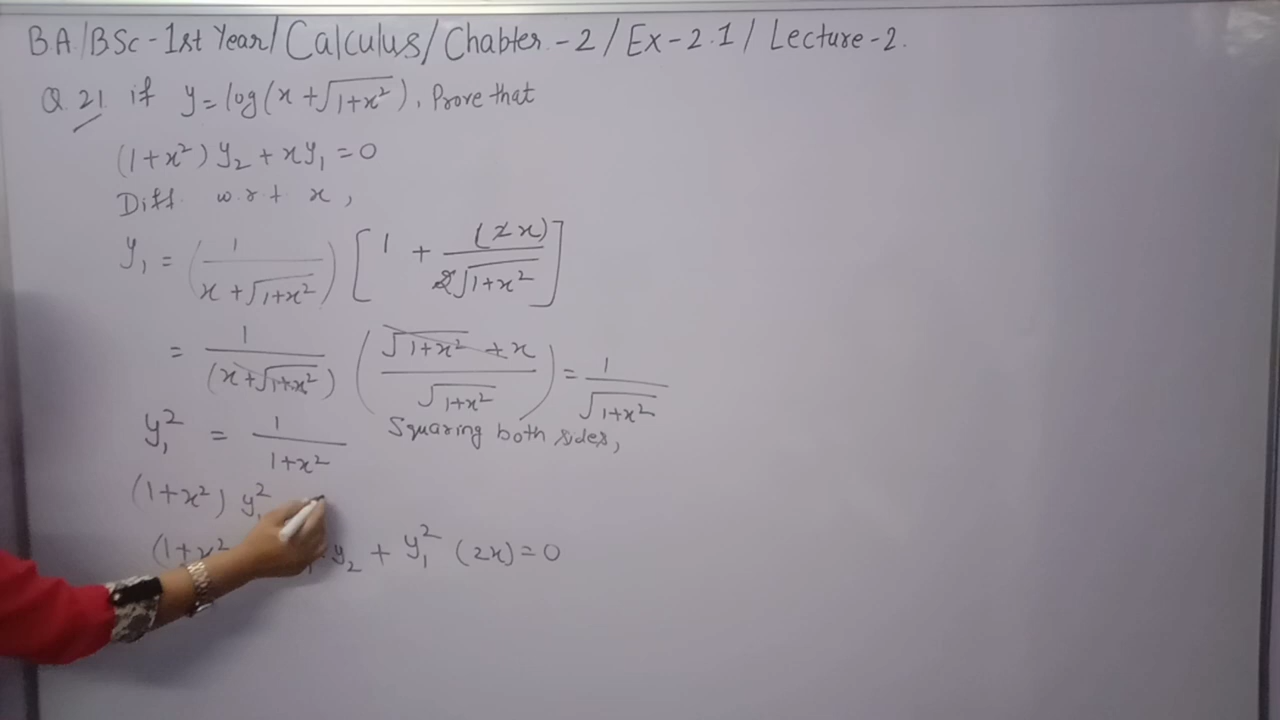 B.A./BSc - 1st Year/ Calculus/ Chabter - 2 / Ex - 2.1 / Lecture - 2.
Q. 21. if y = log(x + √(1+x²)), Prove that
(1+x²) y₂ + xy₁ = 0
Diff. w.r.t x,
y₁ = (1/(x + √(1+x²))) [1 + (2x)/(2√(1+x²))]
= 1/(x + √(1+x²)) ((√(1+x²) + x)/√(1+x²)) = 1/√(1+x²)
Squaring both sides,
y₁² = 1/(1+x²)
(1+x²) y₁²
(1+x² y₂ + y₁² (2x) = 0